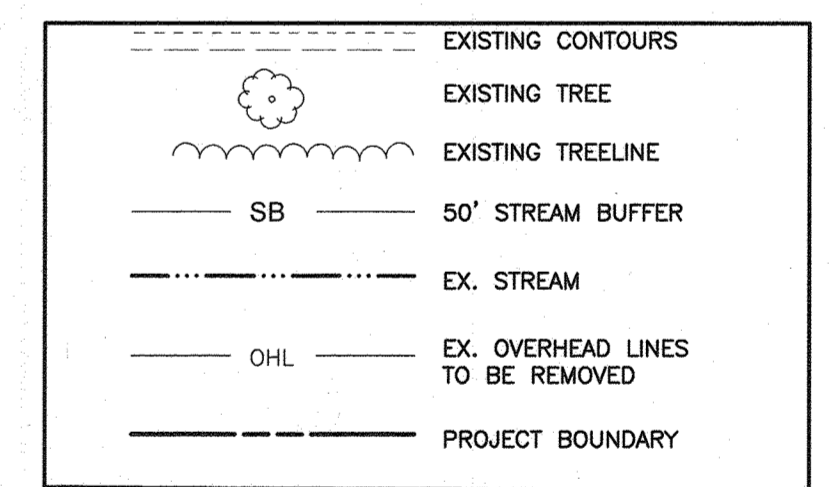 EXISTING CONTOURS
EXISTING TREE
EXISTING TREELINE
SB 50' STREAM BUFFER
EX. STREAM
OHL EX. OVERHEAD LINES
TO BE REMOVED
PROJECT BOUNDARY